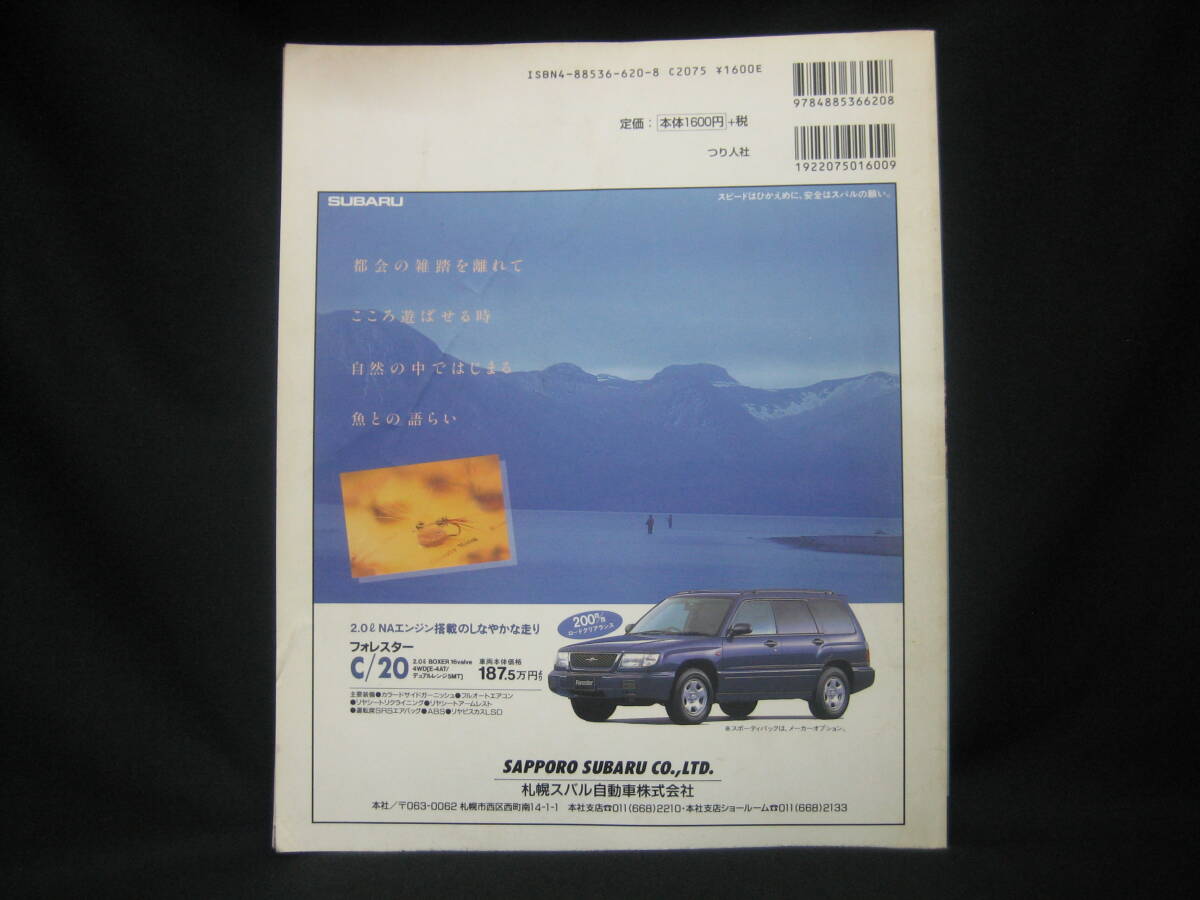 ISBN4-88536-620-8 C2075 ¥1600E
9784885366208
定価：本体1600円+税
つり人社
1922075016009
SUBARU
スピードはひかえめに、安全はスバルの願い。
都会の雑踏を離れて
こころ遊ばせる時
自然の中ではじまる
魚との語らい
2.0ℓNAエンジン搭載のしなやかな走り
フォレスター
C/20
2.0ℓ BOXER 16valve
4WD[E-4AT/
デュアルレンジ5MT]
車両本体価格
187.5万円より
200mmの
ロードクリアランス
主要装備●カラードサイドガーニッシュ●フルオートエアコン
●リヤシートリクライニング●リヤシートアームレスト
●運転席SRSエアバッグ●ABS●リヤビスカスLSD
Forester
※スポーティパックは、メーカーオプション。
SAPPORO SUBARU CO.,LTD.
札幌スバル自動車株式会社
本社／〒063-0062 札幌市西区西町南14-1-1 本社支店☎011(668)2210・本社支店ショールーム☎011(668)2133